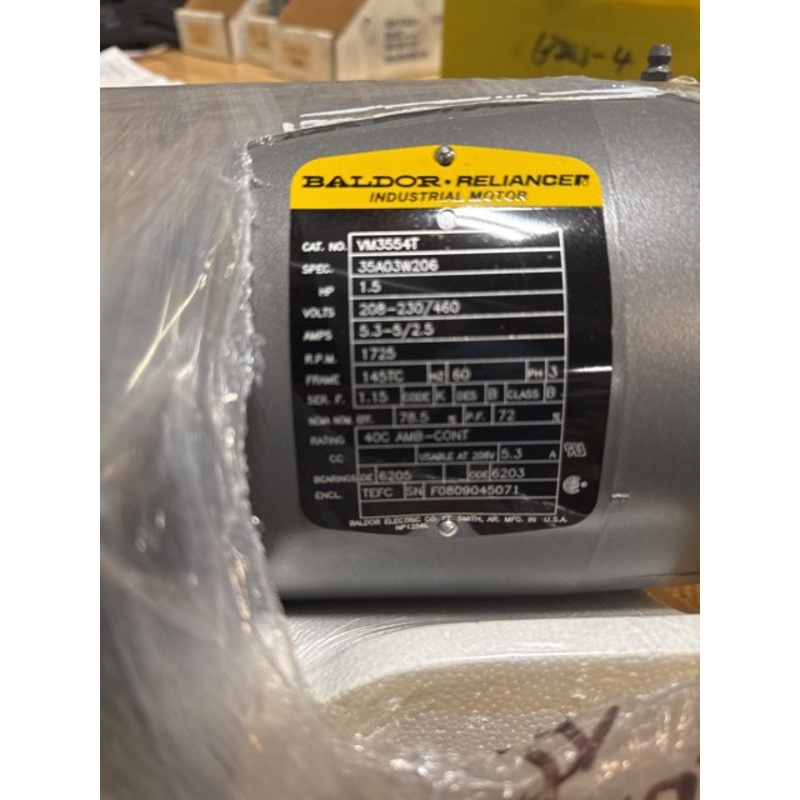 BALDOR
6205-4
BALDOR • RELIANCE
INDUSTRIAL MOTOR
CAT. NO. VM3554T
SPEC. 35A03W206
HP 1.5
VOLTS 208-230/460
AMPS 5.3-5/2.5
R.P.M. 1725
FRAME 145TC HZ 60 PH 3
SER. F. 1.15 CODE K DES B CLASS B
NEMA NOM. EFF. 78.5 % P.F. 72 %
RATING 40C AMB-CONT
CC USABLE AT 208V 5.3 A
BEARINGS DE 6205 ODE 6203
ENCL. TEFC SN F0809045071
BALDOR ELECTRIC CO. FT. SMITH, AR. MFG. IN U.S.A.